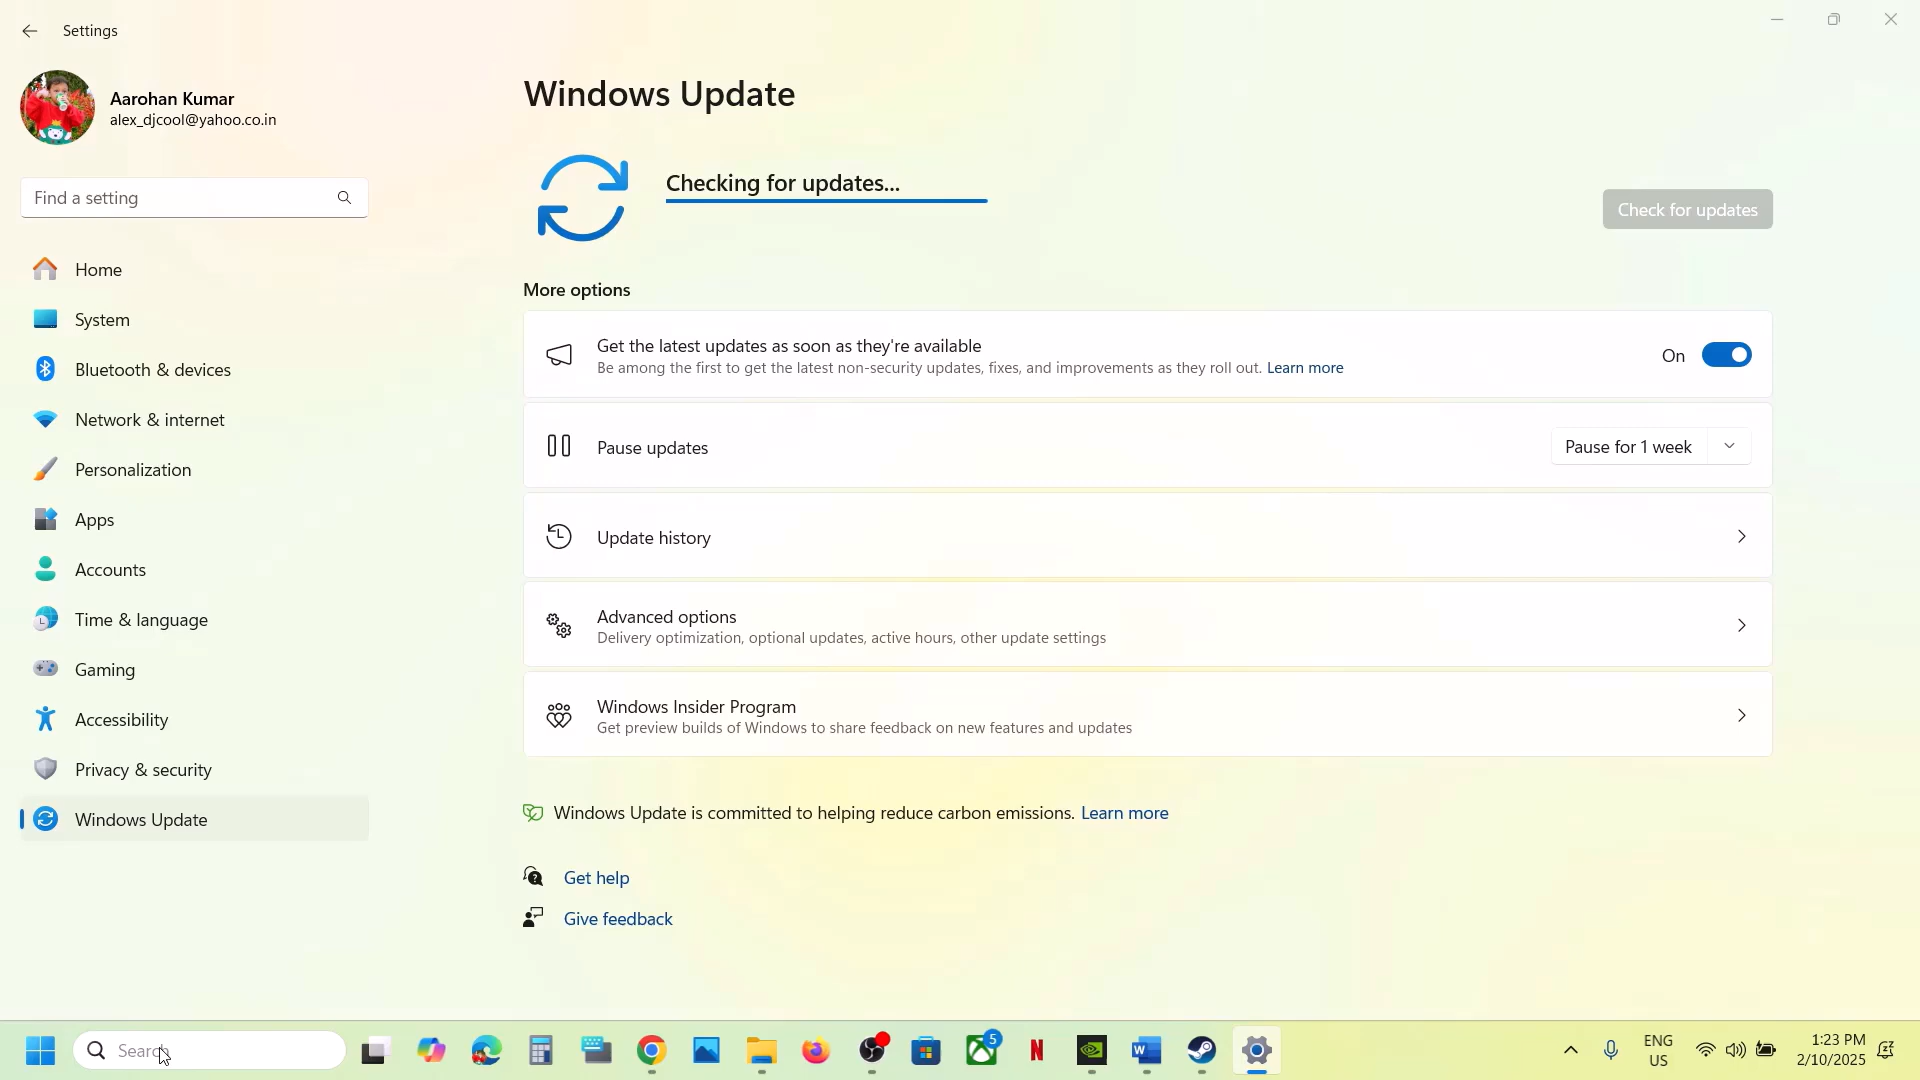 Settings
Aarohan Kumar
alex_djcool@yahoo.co.in
Find a setting
Home
System
Bluetooth & devices
Network & internet
Personalization
Apps
Accounts
Time & language
Gaming
Accessibility
Privacy & security
Windows Update
Windows Update
Checking for updates...
Check for updates
More options
Get the latest updates as soon as they're available
Be among the first to get the latest non-security updates, fixes, and improvements as they roll out. Learn more
On
Pause updates
Pause for 1 week
Update history
Advanced options
Delivery optimization, optional updates, active hours, other update settings
Windows Insider Program
Get preview builds of Windows to share feedback on new features and updates
Windows Update is committed to helping reduce carbon emissions. Learn more
Get help
Give feedback
Search
5
N
W
ENG
US
1:23 PM
2/10/2025